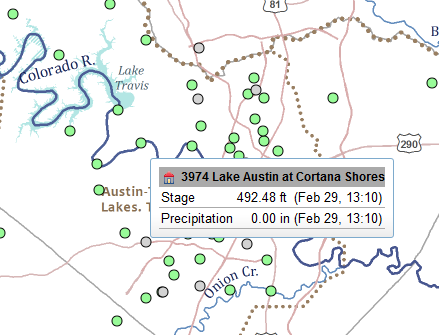 81
Colorado R.
Lake
Travis
B
290
3974 Lake Austin at Cortana Shores
Stage 492.48 ft (Feb 29, 13:10)
Precipitation 0.00 in (Feb 29, 13:10)
Austin-T
Lakes. T
Onion Cr.